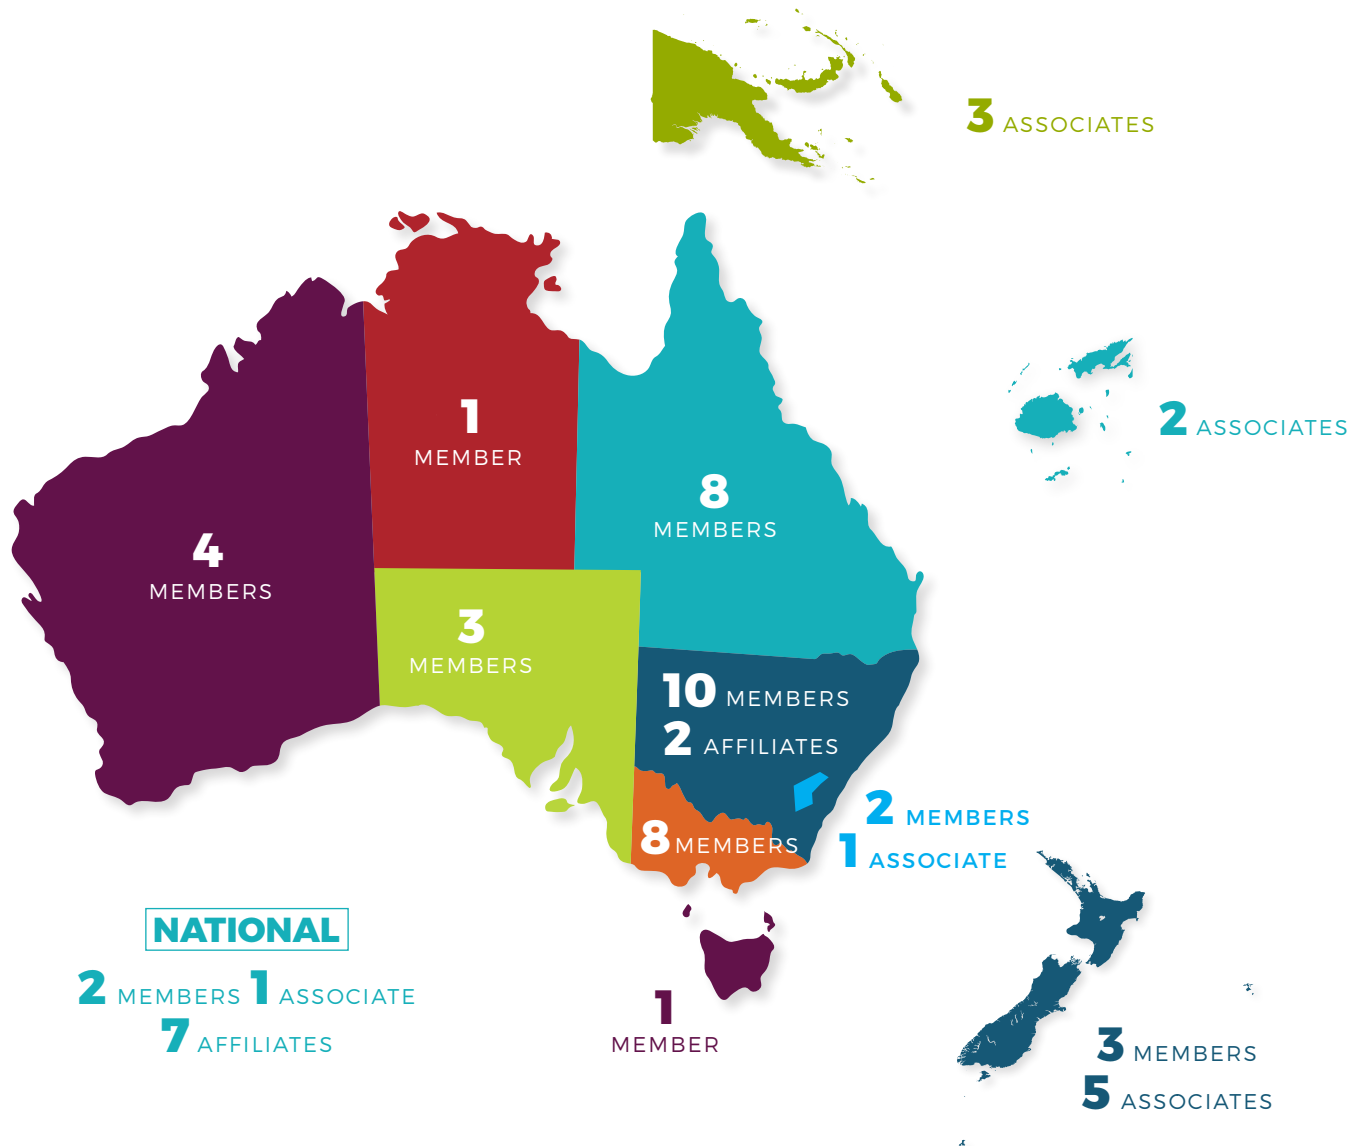 3 ASSOCIATES
2 ASSOCIATES
1
MEMBER
8
MEMBERS
4
MEMBERS
3
MEMBERS
10 MEMBERS
2 AFFILIATES
8 MEMBERS
2 MEMBERS
1 ASSOCIATE
NATIONAL
2 MEMBERS 1 ASSOCIATE
7 AFFILIATES
1
MEMBER
3 MEMBERS
5 ASSOCIATES